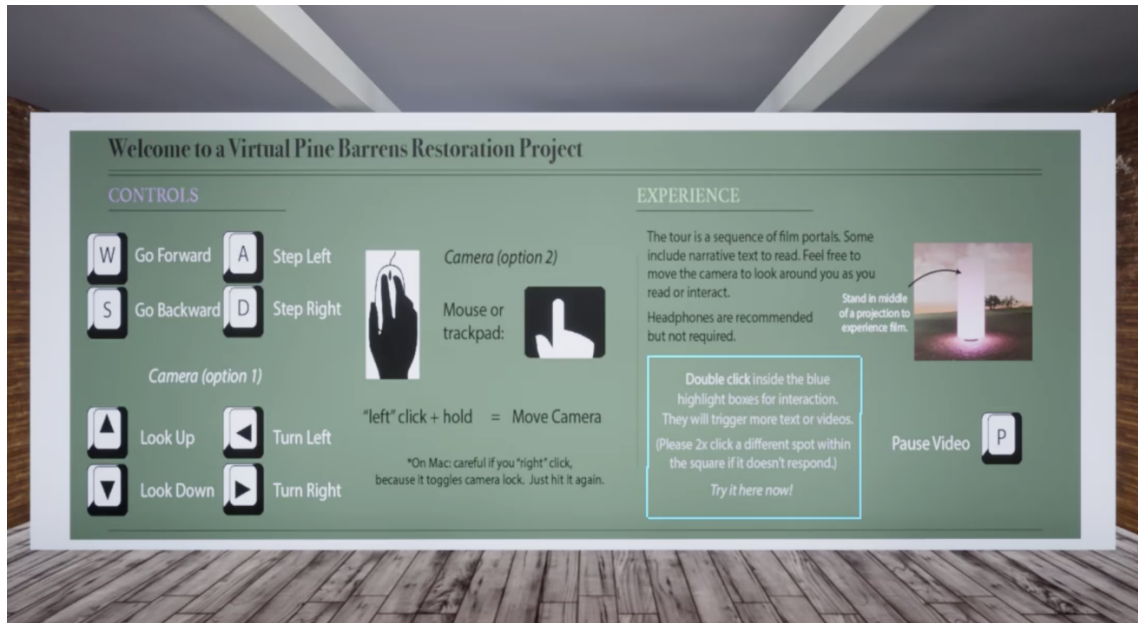 Welcome to a Virtual Pine Barrens Restoration Project
CONTROLS
W Go Forward A Step Left
S Go Backward D Step Right
Camera (option 1)
Look Up Turn Left
Look Down Turn Right
Camera (option 2)
Mouse or
trackpad:
"left" click + hold = Move Camera
*On Mac: careful if you "right" click,
because it toggles camera lock. Just hit it again.
EXPERIENCE
The tour is a sequence of film portals. Some
include narrative text to read. Feel free to
move the camera to look around you as you
read or interact.
Headphones are recommended
but not required.
Stand in middle
of a projection to
experience film.
Double click inside the blue
highlight boxes for interaction.
They will trigger more text or videos.
(Please 2x click a different spot within
the square if it doesn't respond.)
Try it here now!
Pause Video P